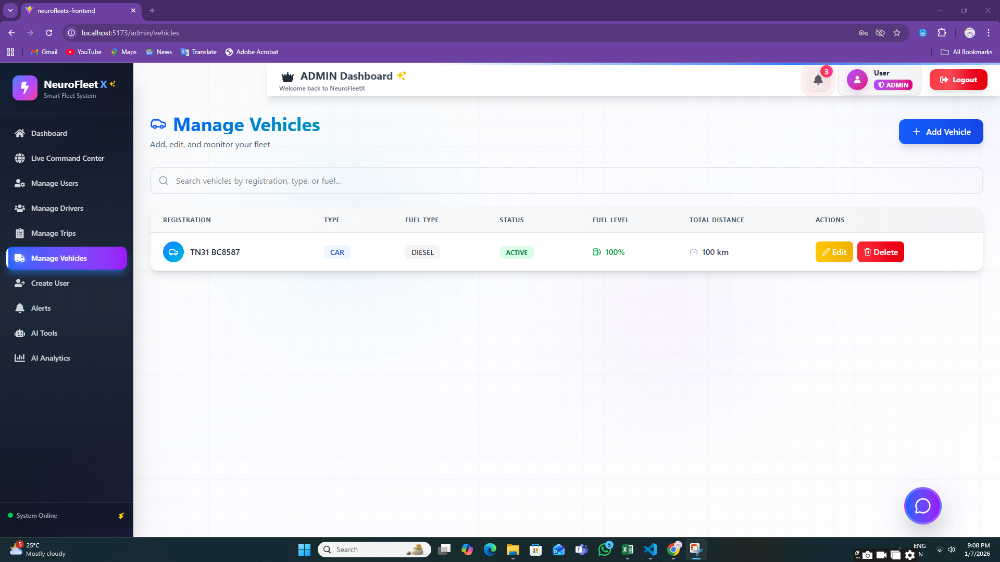 neurofleetx-frontend
localhost:5173/admin/vehicles
Gmail YouTube Maps News Translate Adobe Acrobat All Bookmarks
NeuroFleet X
Smart Fleet System
ADMIN Dashboard
Welcome back to NeuroFleetX
3
User
ADMIN
Logout
Dashboard
Live Command Center
Manage Users
Manage Drivers
Manage Trips
Manage Vehicles
Create User
Alerts
AI Tools
AI Analytics
System Online
Manage Vehicles
Add, edit, and monitor your fleet
Add Vehicle
Search vehicles by registration, type, or fuel...
REGISTRATION TYPE FUEL TYPE STATUS FUEL LEVEL TOTAL DISTANCE ACTIONS
TN31 BC8587 CAR DIESEL ACTIVE 100% 100 km Edit Delete
5
25°C
Mostly cloudy
Search
5
ENG
N
9:08 PM
1/7/2026